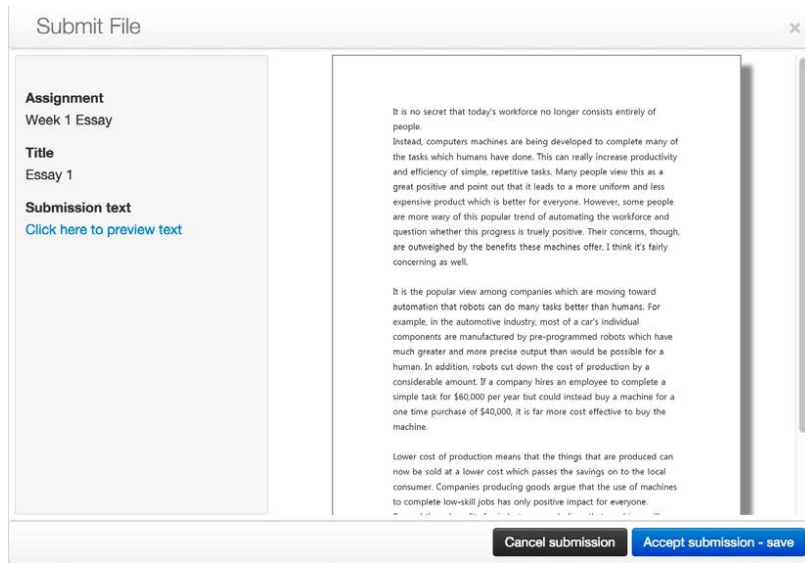 Submit File
×
Assignment
Week 1 Essay
Title
Essay 1
Submission text
Click here to preview text
It is no secret that today's workforce no longer consists entirely of
people.
Instead, computers machines are being developed to complete many of
the tasks which humans have done. This can really increase productivity
and efficiency of simple, repetitive tasks. Many people view this as a
great positive and point out that it leads to a more uniform and less
expensive product which is better for everyone. However, some people
are more wary of this popular trend of automating the workforce and
question whether this progress is truely positive. Their concerns, though,
are outweighed by the benefits these machines offer. I think it's fairly
concerning as well.
It is the popular view among companies which are moving toward
automation that robots can do many tasks better than humans. For
example, in the automotive industry, most of a car's individual
components are manufactured by pre-programmed robots which have
much greater and more precise output than would be possible for a
human. In addition, robots cut down the cost of production by a
considerable amount. If a company hires an employee to complete a
simple task for $60,000 per year but could instead buy a machine for a
one time purchase of $40,000, it is far more cost effective to buy the
machine.
Lower cost of production means that the things that are produced can
now be sold at a lower cost which passes the savings on to the local
consumer. Companies producing goods argue that the use of machines
to complete low-skill jobs has only positive impact for everyone.
Cancel submission
Accept submission - save